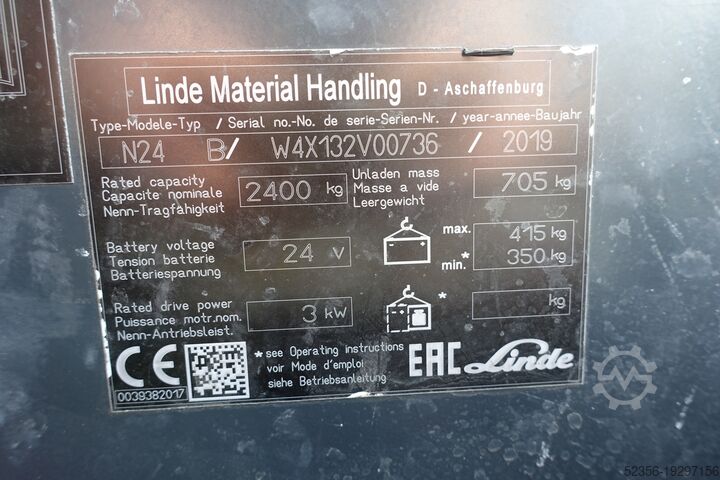 Linde Material Handling D - Aschaffenburg
Type-Modele-Typ / Serial no.-No. de serie-Serien-Nr. / year-annee-Baujahr
N24 B/ W4X132V00736 / 2019
Rated capacity
Capacite nominale
Nenn-Tragfähigkeit
2400 kg
Unladen mass
Masse a vide
Leergewicht
705 kg
Battery voltage
Tension batterie
Batteriespannung
24 V
max. 415 kg
min.* 350 kg
Rated drive power
Puissance motr.nom.
Nenn-Antriebsleist.
3 kW
* kg
CE
0039382017
* see Operating instructions
voir Mode d'emploi
siehe Betriebsanleitung
EAC Linde
52356-19297156